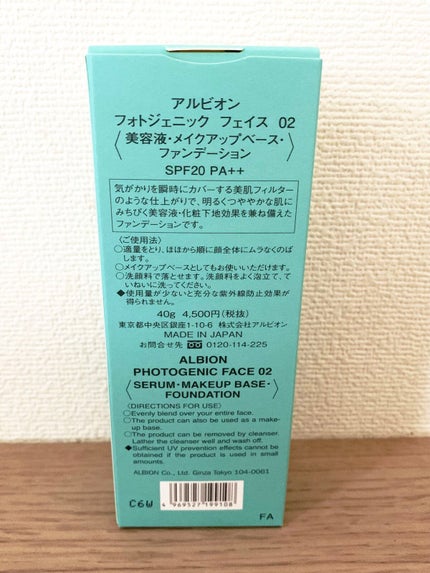 アルビオン
フォトジェニック フェイス 02
〈美容液・メイクアップベース・
ファンデーション〉
SPF20 PA++
気がかりを瞬時にカバーする美肌フィルター
のような仕上がりで、明るくつややかな肌に
みちびく美容液・化粧下地効果を兼ね備えた
ファンデーションです。
〈ご使用法〉
○適量をとり、ほほから順に顔全体にムラなくのば
します。
○メイクアップベースとしてもお使いいただけます。
○洗顔料で落とせます。洗顔料をよく泡立て、て
いねいに洗ってください。
◆使用量が少ないと充分な紫外線防止効果が
得られません。
40g 4,500円(税抜)
東京都中央区銀座1-10-6 株式会社アルビオン
MADE IN JAPAN
お問合せ先 0120-114-225
ALBION
PHOTOGENIC FACE 02
〈SERUM・MAKEUP BASE・
FOUNDATION〉
〈DIRECTIONS FOR USE〉
○Evenly blend over your entire face.
○The product can also be used as a make-
up base.
○The product can be removed by cleanser.
Lather the cleanser well and wash off.
◆Sufficient UV prevention effects cannot be
obtained if the product is used in small
amounts.
ALBION Co., Ltd. Ginza Tokyo 104-0061
C6W
4 969527 199108
FA